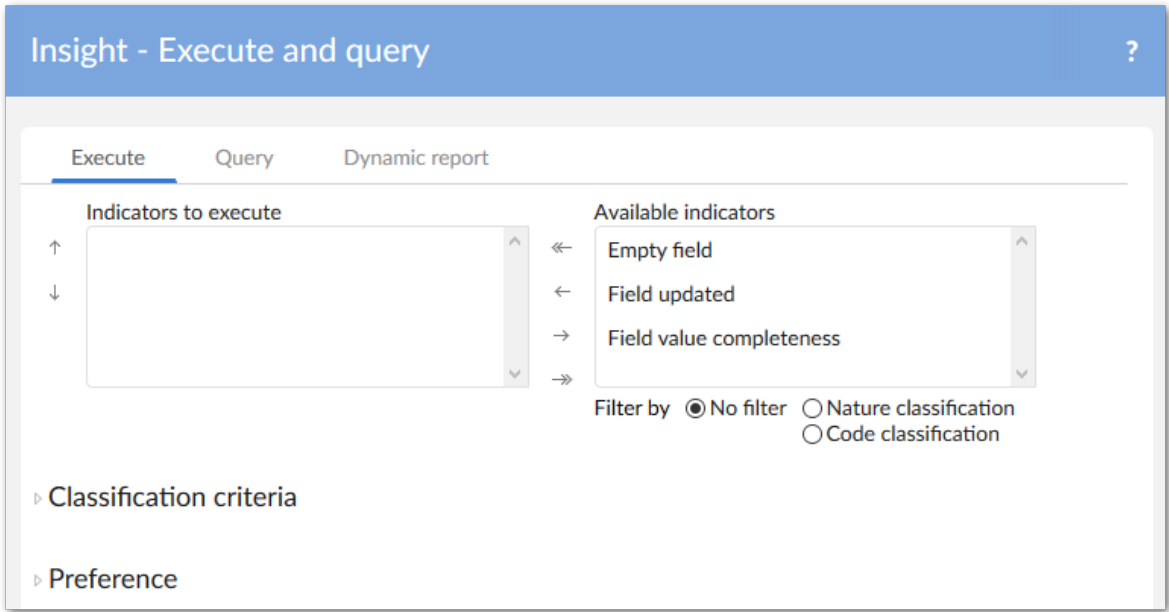 Insight - Execute and query ?
Execute Query Dynamic report
Indicators to execute Available indicators
Empty field
Field updated
Field value completeness
Filter by No filter Nature classification
Code classification
Classification criteria
Preference